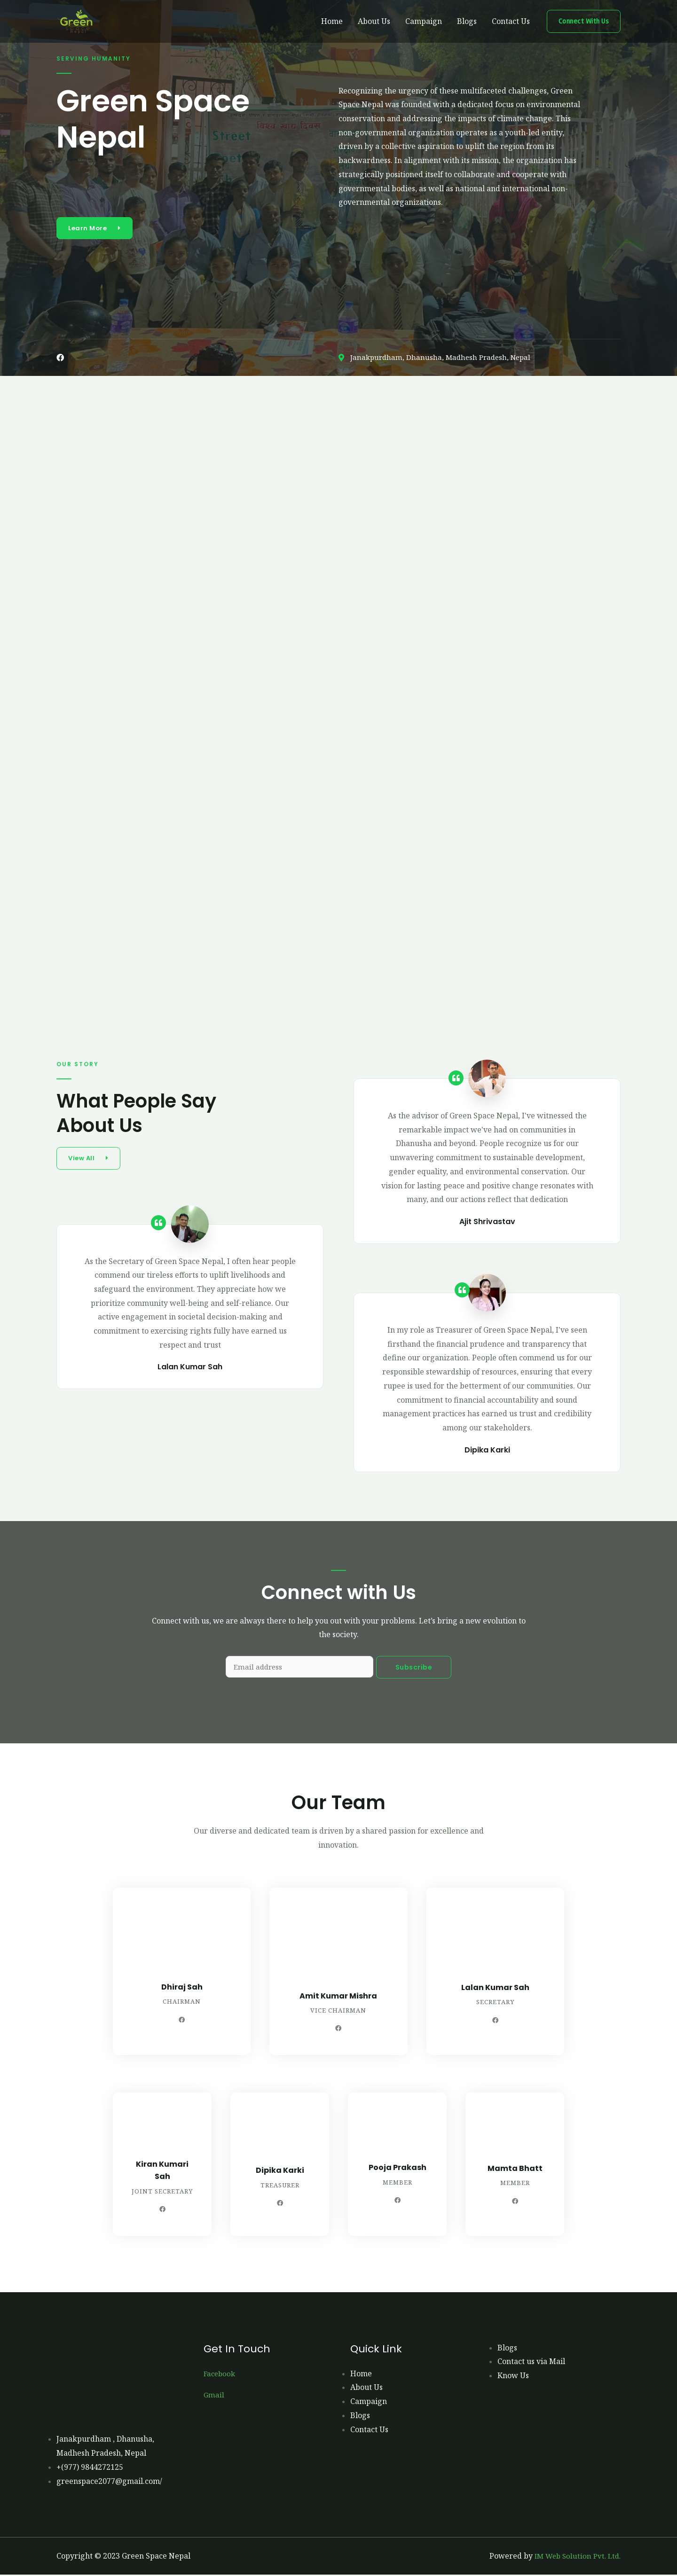 Green
Home
About Us
Campaign
Blogs
Contact Us
Connect With Us
SERVING HUMANITY
Green Space
Nepal
Street
Learn More
Recognizing the urgency of these multifaceted challenges, Green
Space Nepal was founded with a dedicated focus on environmental
conservation and addressing the impacts of climate change. This
non-governmental organization operates as a youth-led entity,
driven by a collective aspiration to uplift the region from its
backwardness. In alignment with its mission, the organization has
strategically positioned itself to collaborate and cooperate with
governmental bodies, as well as national and international non-
governmental organizations.
Janakpurdham, Dhanusha, Madhesh Pradesh, Nepal
OUR STORY
What People Say
About Us
View All
As the Secretary of Green Space Nepal, I often hear people
commend our tireless efforts to uplift livelihoods and
safeguard the environment. They appreciate how we
prioritize community well-being and self-reliance. Our
active engagement in societal decision-making and
commitment to exercising rights fully have earned us
respect and trust
Lalan Kumar Sah
As the advisor of Green Space Nepal, I've witnessed the
remarkable impact we've had on communities in
Dhanusha and beyond. People recognize us for our
unwavering commitment to sustainable development,
gender equality, and environmental conservation. Our
vision for lasting peace and positive change resonates with
many, and our actions reflect that dedication
Ajit Shrivastav
In my role as Treasurer of Green Space Nepal, I've seen
firsthand the financial prudence and transparency that
define our organization. People often commend us for our
responsible stewardship of resources, ensuring that every
rupee is used for the betterment of our communities. Our
commitment to financial accountability and sound
management practices has earned us trust and credibility
among our stakeholders.
Dipika Karki
Connect with Us
Connect with us, we are always there to help you out with your problems. Let's bring a new evolution to
the society.
Email address
Subscribe
Our Team
Our diverse and dedicated team is driven by a shared passion for excellence and
innovation.
Dhiraj Sah
CHAIRMAN
Amit Kumar Mishra
VICE CHAIRMAN
Lalan Kumar Sah
SECRETARY
Kiran Kumari
Sah
JOINT SECRETARY
Dipika Karki
TREASURER
Pooja Prakash
MEMBER
Mamta Bhatt
MEMBER
Janakpurdham , Dhanusha,
Madhesh Pradesh, Nepal
+(977) 9844272125
greenspace2077@gmail.com/
Get In Touch
Facebook
Gmail
Quick Link
Home
About Us
Campaign
Blogs
Contact Us
Blogs
Contact us via Mail
Know Us
Copyright © 2023 Green Space Nepal
Powered by IM Web Solution Pvt. Ltd.